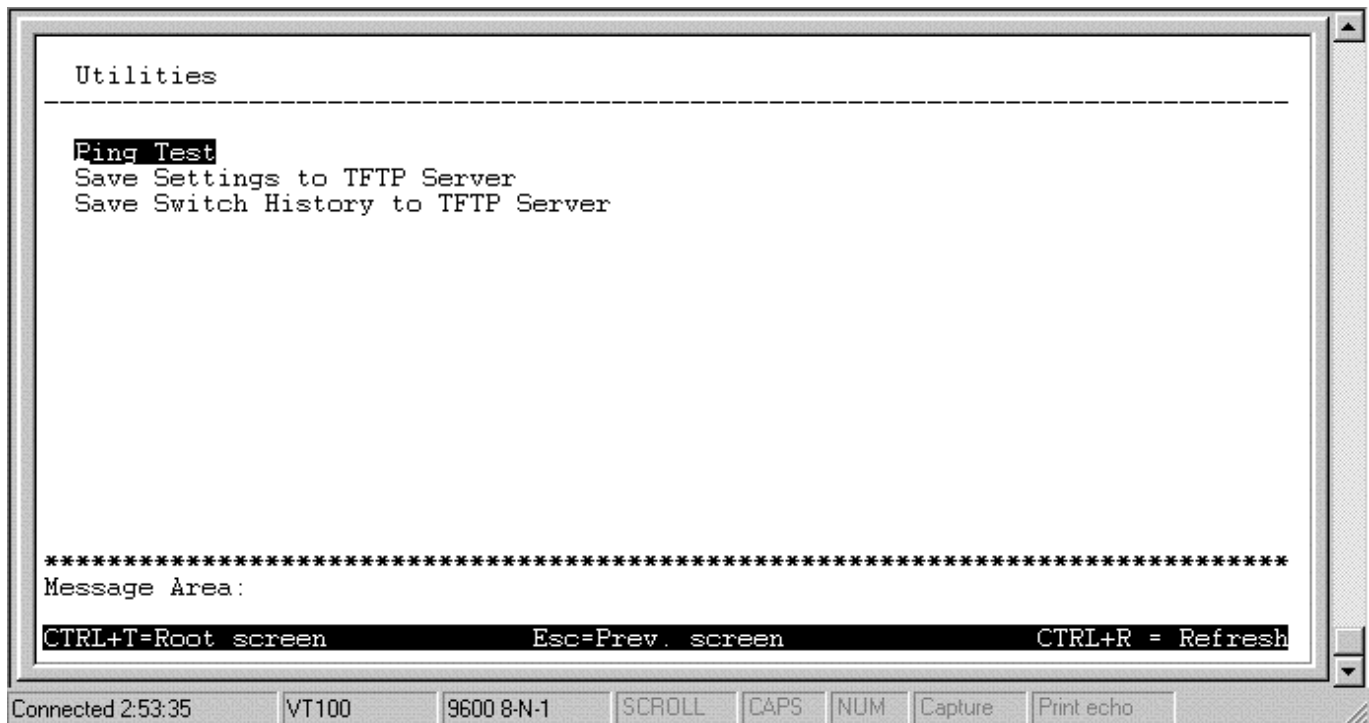 Utilities
--------------------------------------------------------------------------------
Ping Test
Save Settings to TFTP Server
Save Switch History to TFTP Server
********************************************************************************
Message Area:
CTRL+T=Root screen Esc=Prev. screen CTRL+R = Refresh
Connected 2:53:35 VT100 9600 8-N-1 SCROLL CAPS NUM Capture Print echo